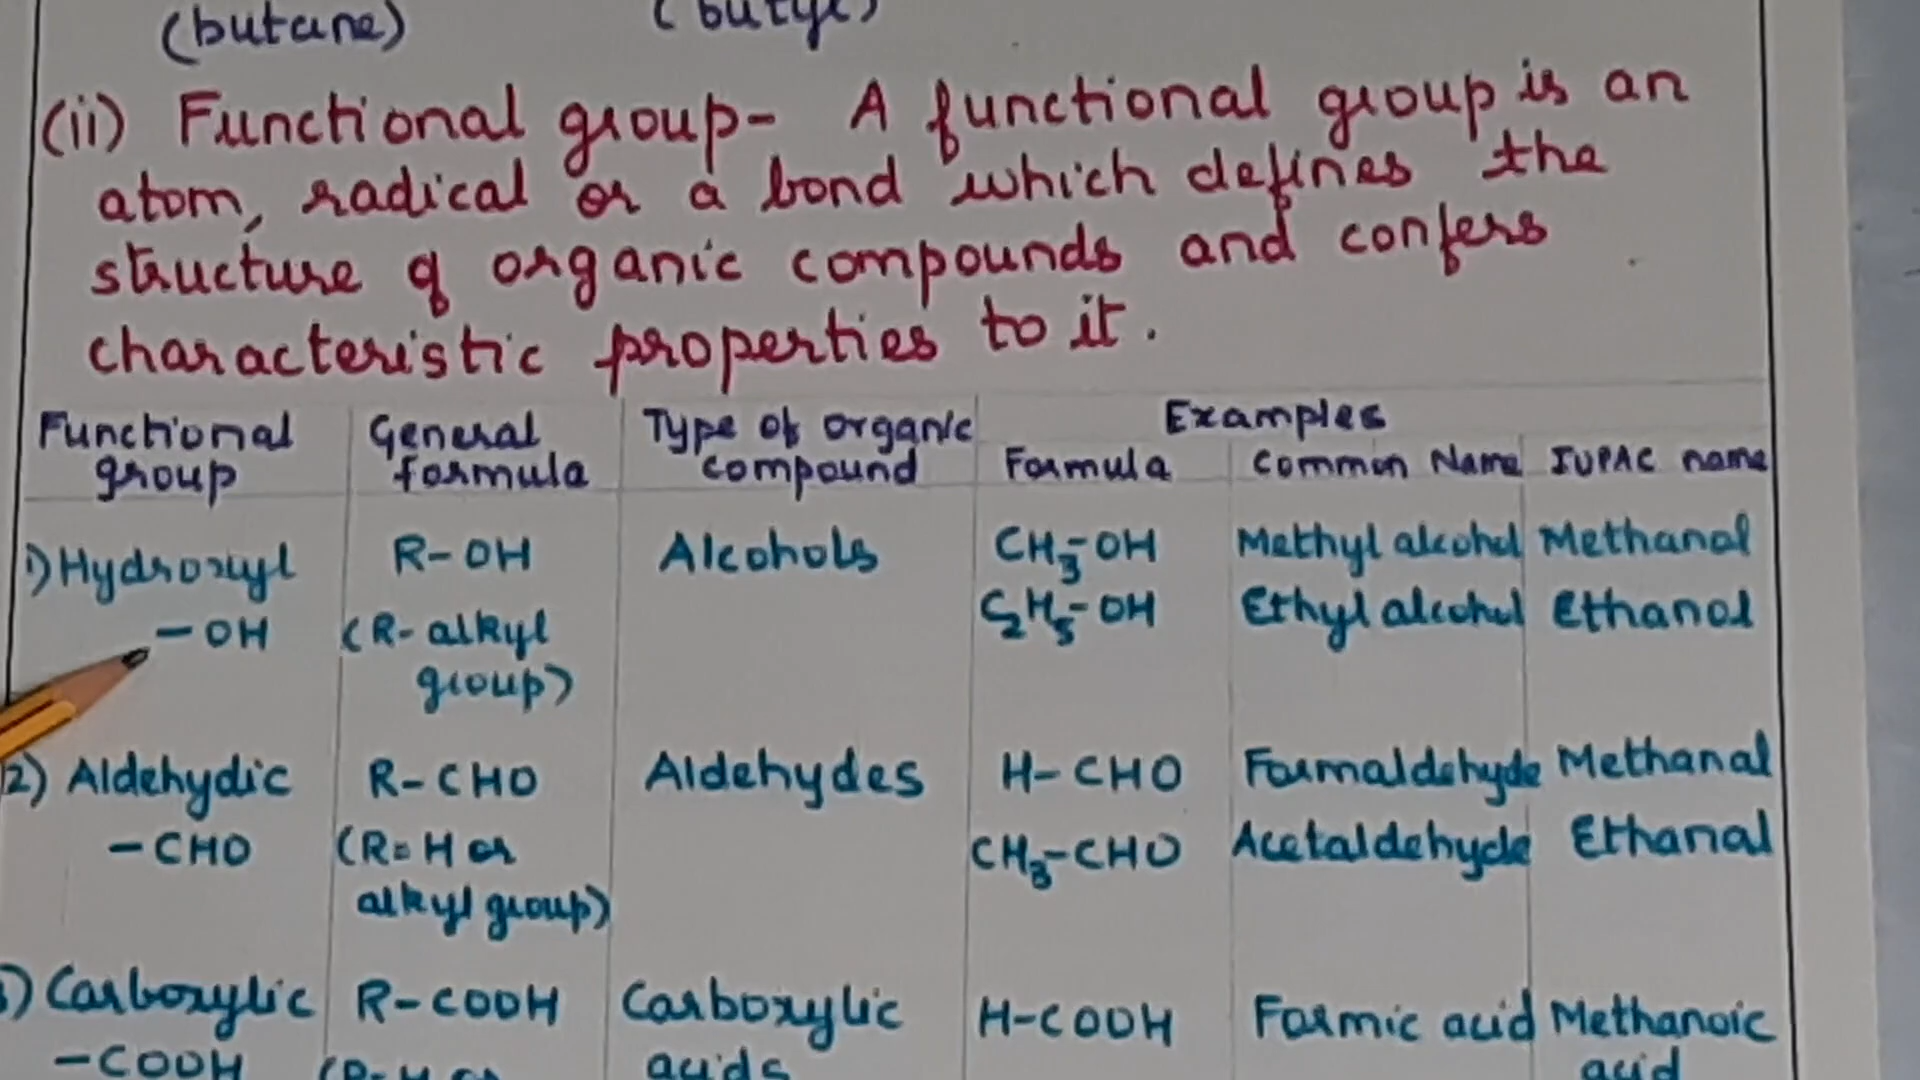 (butane) (butyl)
(ii) Functional group- A functional group is an
atom, radical or a bond which defines the
structure of organic compounds and confers
characteristic properties to it.
Functional group General formula Type of organic compound Examples
Formula Common Name IUPAC name
1) Hydroxyl R-OH Alcohols CH3-OH Methyl alcohol Methanol
-OH (R-alkyl C2H5-OH Ethyl alcohol Ethanol
group)
2) Aldehydic R-CHO Aldehydes H-CHO Formaldehyde Methanal
-CHO (R=H or CH3-CHO Acetaldehyde Ethanal
alkyl group)
3) Carboxylic R-COOH Carboxylic H-COOH Formic acid Methanoic
-COOH (R-H or acids acid